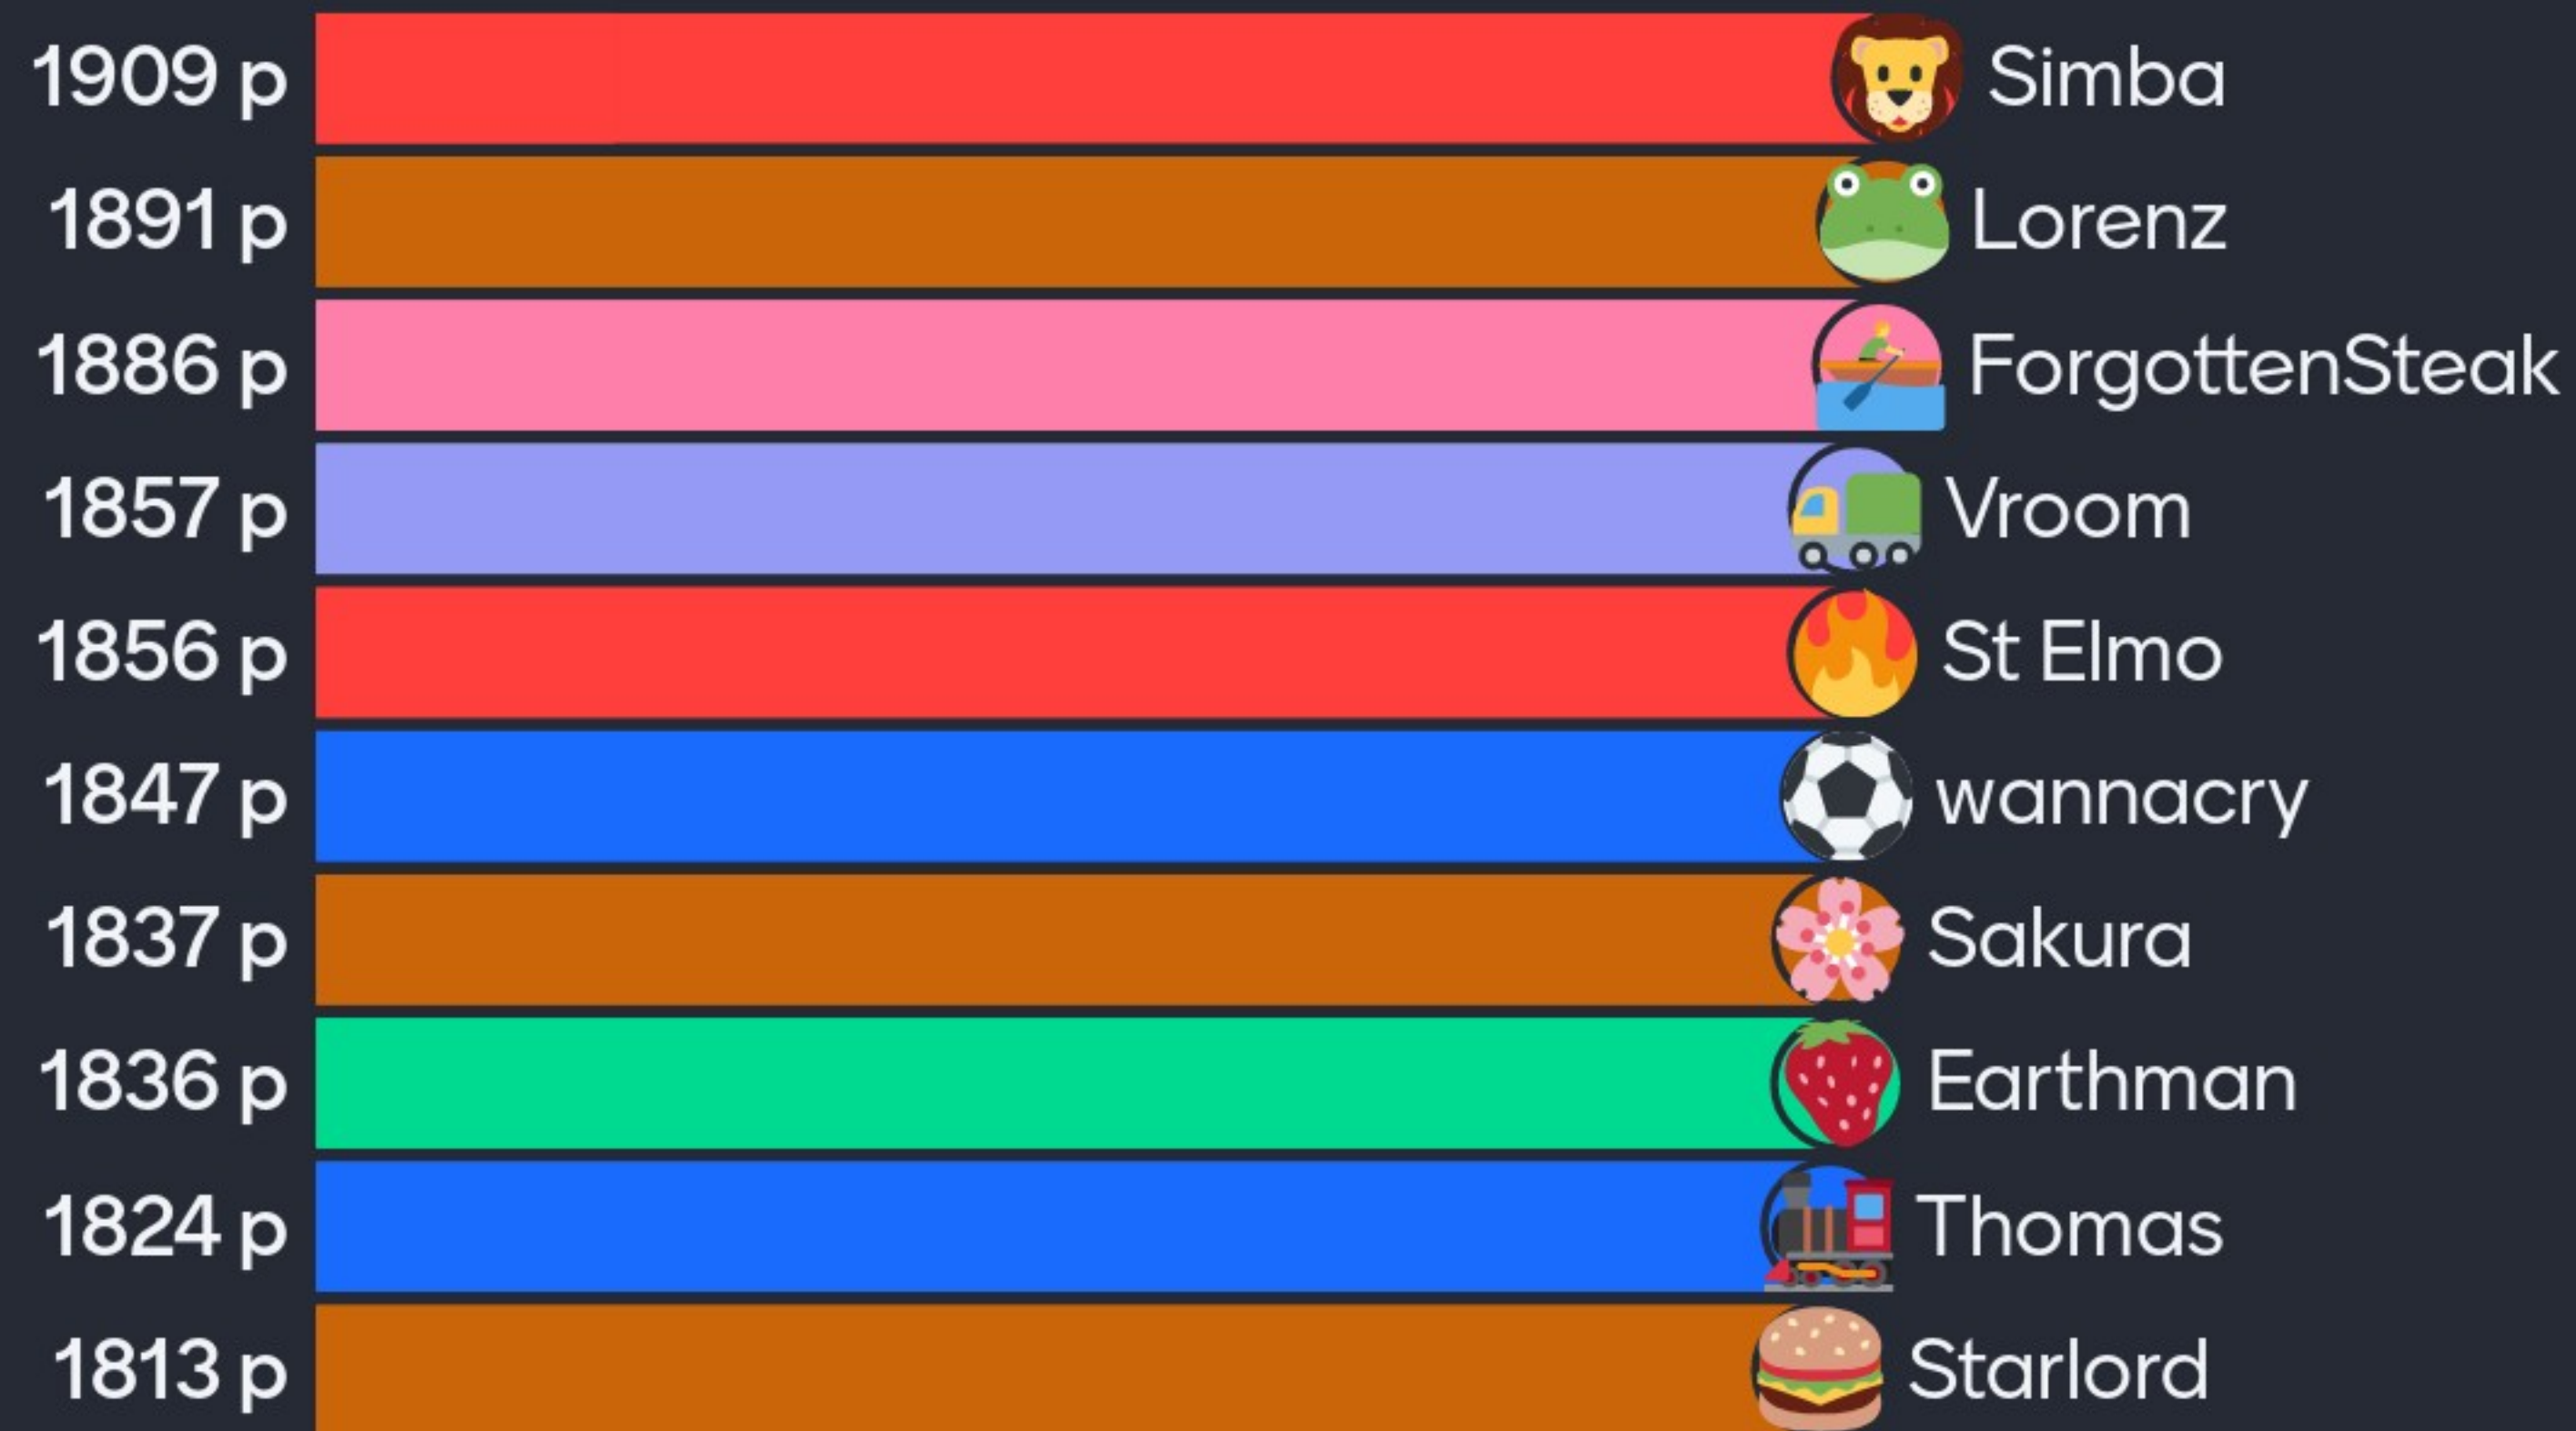 1909 p Simba
1891 p Lorenz
1886 p ForgottenSteak
1857 p Vroom
1856 p St Elmo
1847 p wannacry
1837 p Sakura
1836 p Earthman
1824 p Thomas
1813 p Starlord